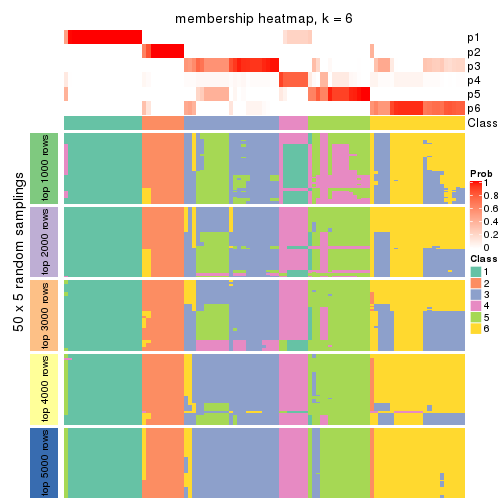 membership heatmap, k = 6
p1
p2
p3
p4
p5
p6
Class
50 x 5 random samplings
top 1000 rows
top 2000 rows
top 3000 rows
top 4000 rows
top 5000 rows
Prob
1
0.8
0.6
0.4
0.2
0
Class
1
2
3
4
5
6